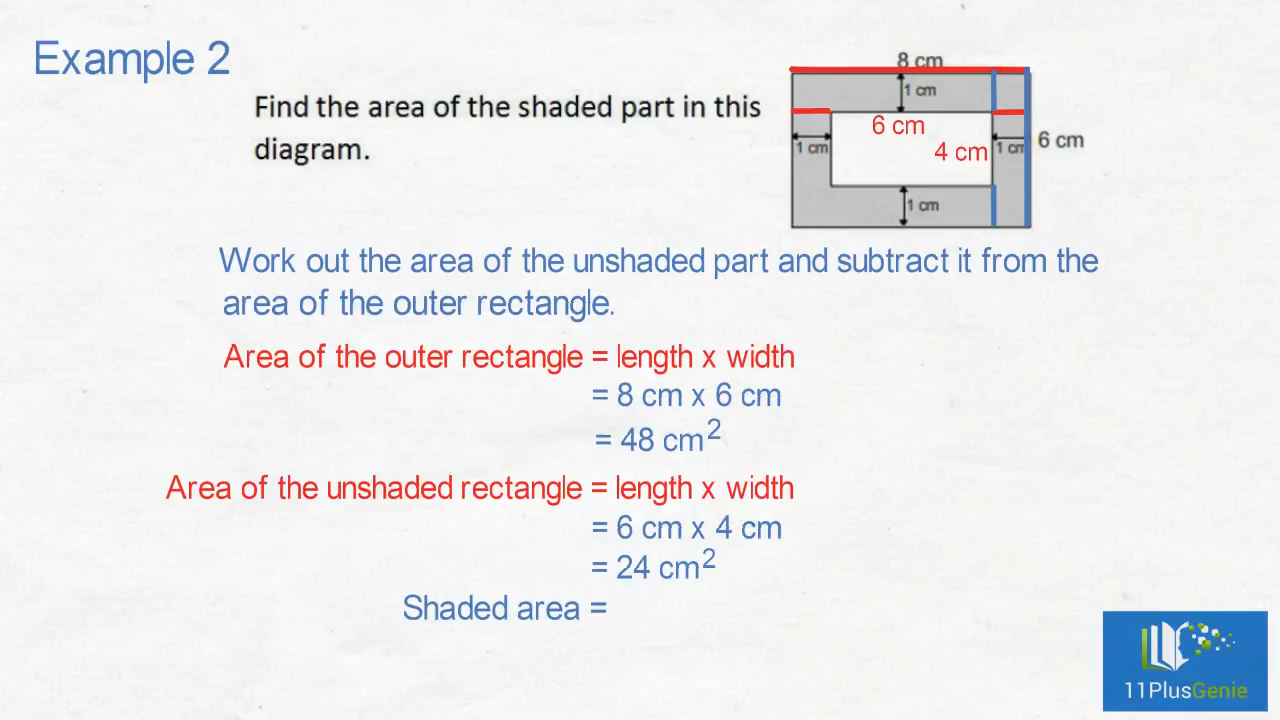 Example 2
Find the area of the shaded part in this
diagram.
8 cm
1 cm
6 cm
4 cm
1 cm
1 cm
6 cm
1 cm
Work out the area of the unshaded part and subtract it from the
area of the outer rectangle.
Area of the outer rectangle = length x width
= 8 cm x 6 cm
= 48 cm²
Area of the unshaded rectangle = length x width
= 6 cm x 4 cm
= 24 cm²
Shaded area =
11PlusGenie